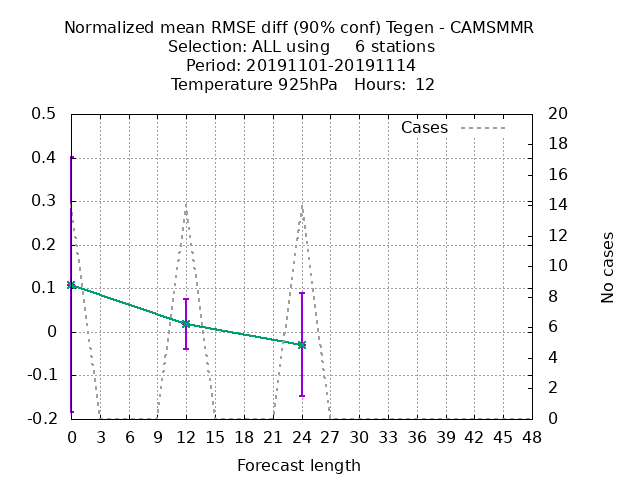 Normalized mean RMSE diff (90% conf) Tegen - CAMSMMR
Selection: ALL using 6 stations
Period: 20191101-20191114
Temperature 925hPa Hours: 12
Cases
0.5
0.4
0.3
0.2
0.1
0
-0.1
-0.2
20
18
16
14
12
10
8
6
4
2
0
No cases
0 3 6 9 12 15 18 21 24 27 30 33 36 39 42 45 48
Forecast length